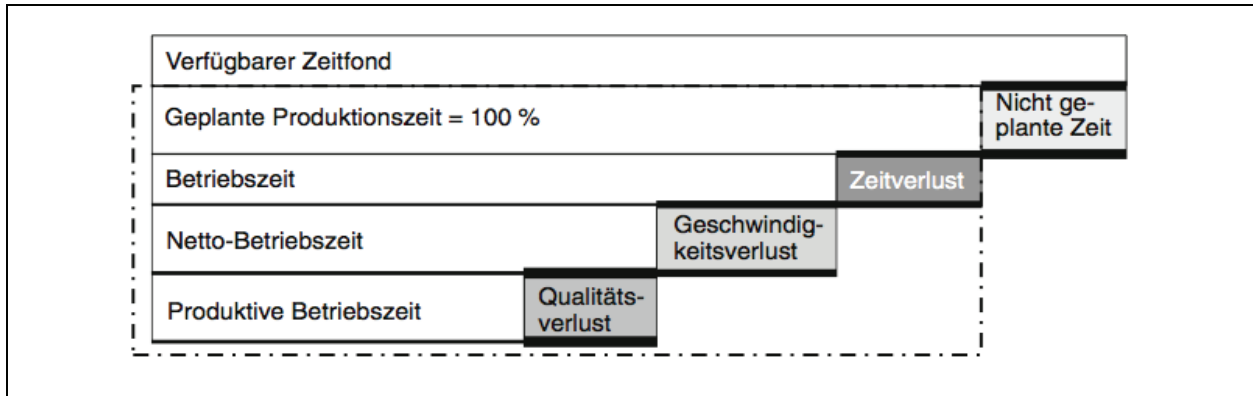 Verfügbarer Zeitfond
Geplante Produktionszeit = 100 %
Nicht ge-
plante Zeit
Betriebszeit
Zeitverlust
Netto-Betriebszeit
Geschwindig-
keitsverlust
Produktive Betriebszeit
Qualitäts-
verlust